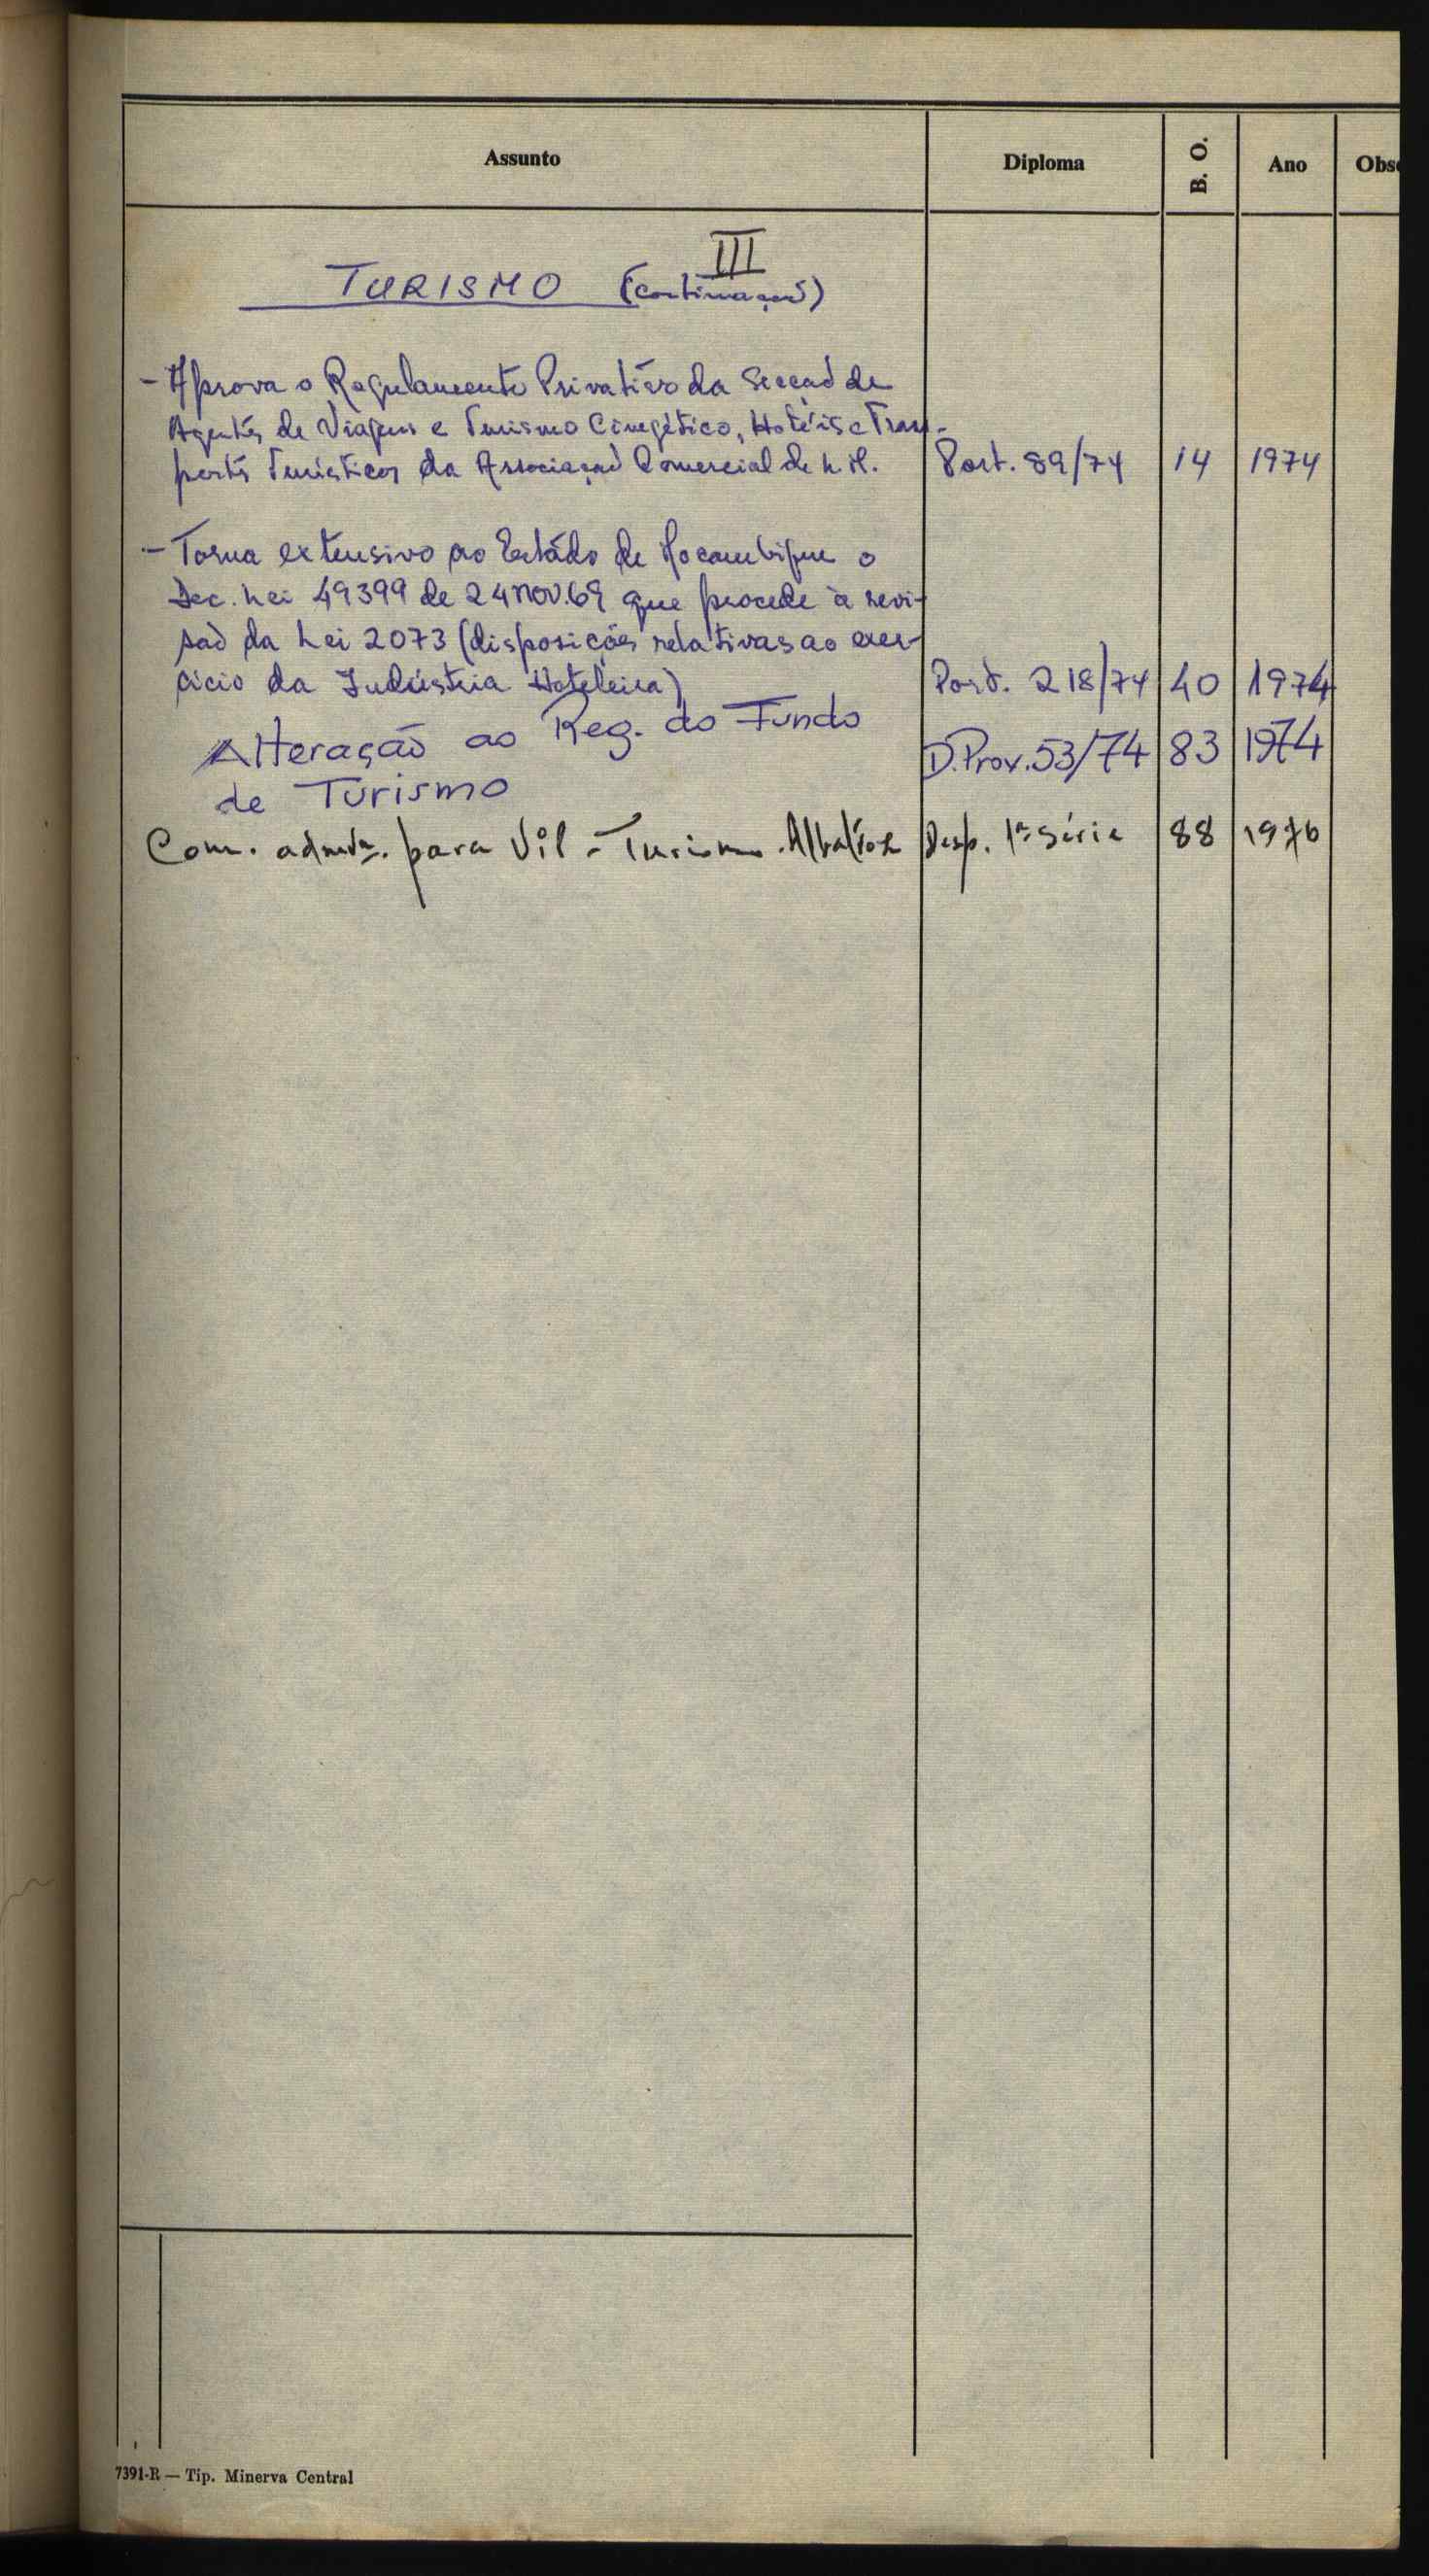 Assunto Diploma B. O. Ano Obse
III
TURISMO (continuação)
- Aprova o Regulamento Privativo da Secção de
Agentes de Viagens e Turismo Cinegético, Hotéis e Trans-
portes Turísticos da Associação Comercial de L. M. Port. 89/74 14 1974
- Torna extensivo ao Estado de Moçambique o
Dec. Lei 49399 de 24 NOV. 69 que procede à revi-
são da Lei 2073 (disposições relativas ao exer-
cício da Indústria Hoteleira) Port. 218/74 40 1974
Alteração ao Reg. do Fundo D. Prov. 53/74 83 1974
de Turismo
Com. para Vil - Turismo Albatroz Desp. 1ª Série 88 1976
7391-R — Tip. Minerva Central